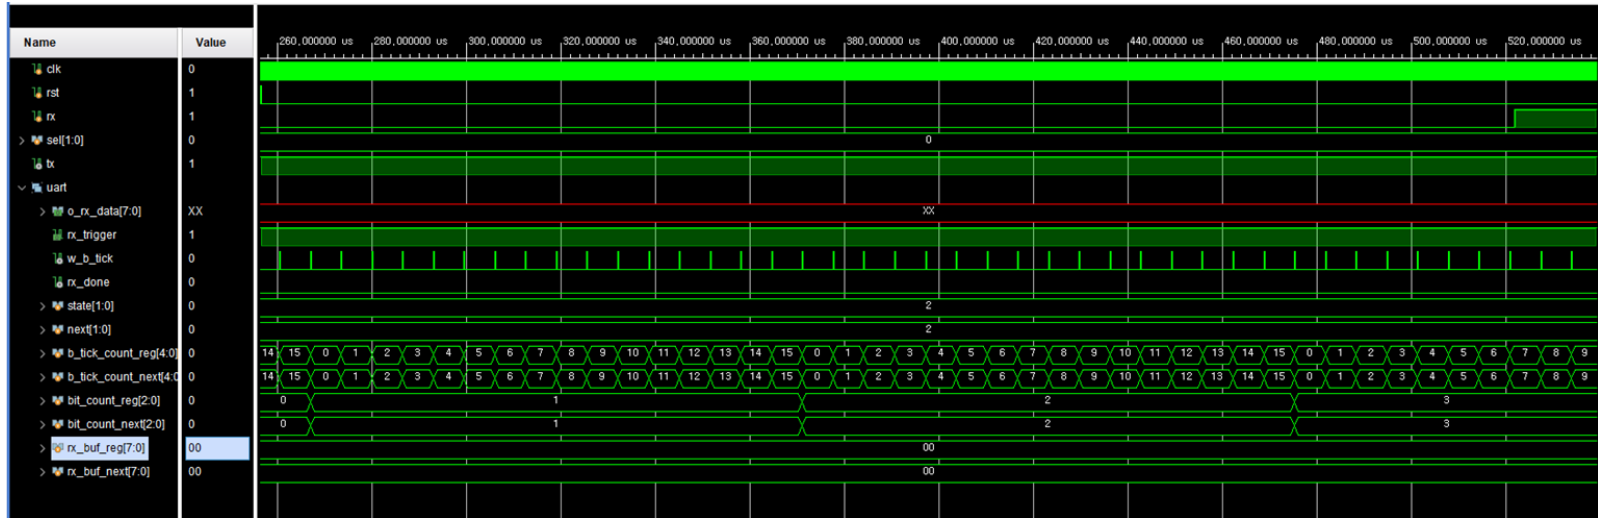 Name Value
260,000000 us 280,000000 us 300,000000 us 320,000000 us 340,000000 us 360,000000 us 380,000000 us 400,000000 us 420,000000 us 440,000000 us 460,000000 us 480,000000 us 500,000000 us 520,000000 us
clk 0
rst 1
rx 1
sel[1:0] 0 0
tx 1
uart
o_rx_data[7:0] XX XX
rx_trigger 1
w_b_tick 0
rx_done 0
state[1:0] 0 2
next[1:0] 0 2
b_tick_count_reg[4:0] 0 14 15 0 1 2 3 4 5 6 7 8 9 10 11 12 13 14 15 0 1 2 3 4 5 6 7 8 9 10 11 12 13 14 15 0 1 2 3 4 5 6 7 8 9
b_tick_count_next[4:0 0 14 15 0 1 2 3 4 5 6 7 8 9 10 11 12 13 14 15 0 1 2 3 4 5 6 7 8 9 10 11 12 13 14 15 0 1 2 3 4 5 6 7 8 9
bit_count_reg[2:0] 0 0 1 2 3
bit_count_next[2:0] 0 0 1 2 3
rx_buf_reg[7:0] 00 00
rx_buf_next[7:0] 00 00